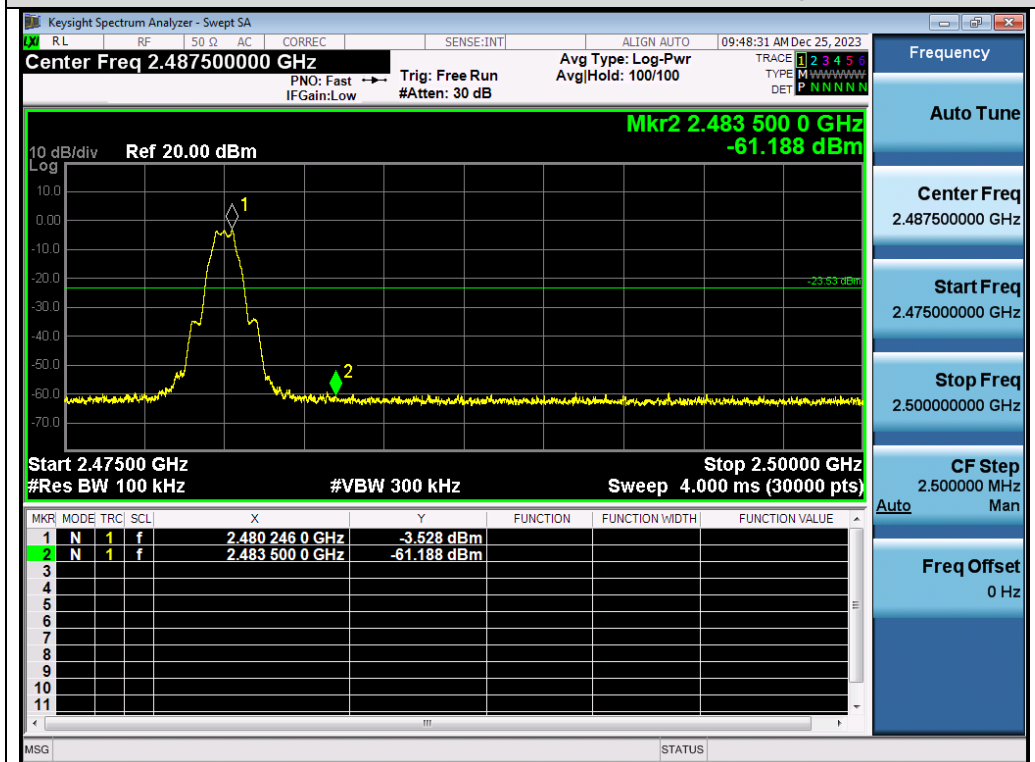 Keysight Spectrum Analyzer - Swept SA
LXI RL RF 50 Ω AC CORREC SENSE:INT ALIGN AUTO 09:48:31 AM Dec 25, 2023
Center Freq 2.487500000 GHz
PNO: Fast
IFGain:Low
Trig: Free Run
#Atten: 30 dB
Avg Type: Log-Pwr
Avg|Hold: 100/100
TRACE 1 2 3 4 5 6
TYPE M WWWWW
DET P N N N N N
Mkr2 2.483 500 0 GHz
-61.188 dBm
10 dB/div Ref 20.00 dBm
Log
10.0
0.00
-10.0
-20.0
-30.0
-40.0
-50.0
-60.0
-70.0
1
-23.53 dBm
2
Start 2.47500 GHz Stop 2.50000 GHz
#Res BW 100 kHz #VBW 300 kHz Sweep 4.000 ms (30000 pts)
MKR MODE TRC SCL X Y FUNCTION FUNCTION WIDTH FUNCTION VALUE
1 N 1 f 2.480 246 0 GHz -3.528 dBm
2 N 1 f 2.483 500 0 GHz -61.188 dBm
3
4
5
6
7
8
9
10
11
MSG STATUS
Frequency
Auto Tune
Center Freq
2.487500000 GHz
Start Freq
2.475000000 GHz
Stop Freq
2.500000000 GHz
CF Step
2.500000 MHz
Auto Man
Freq Offset
0 Hz